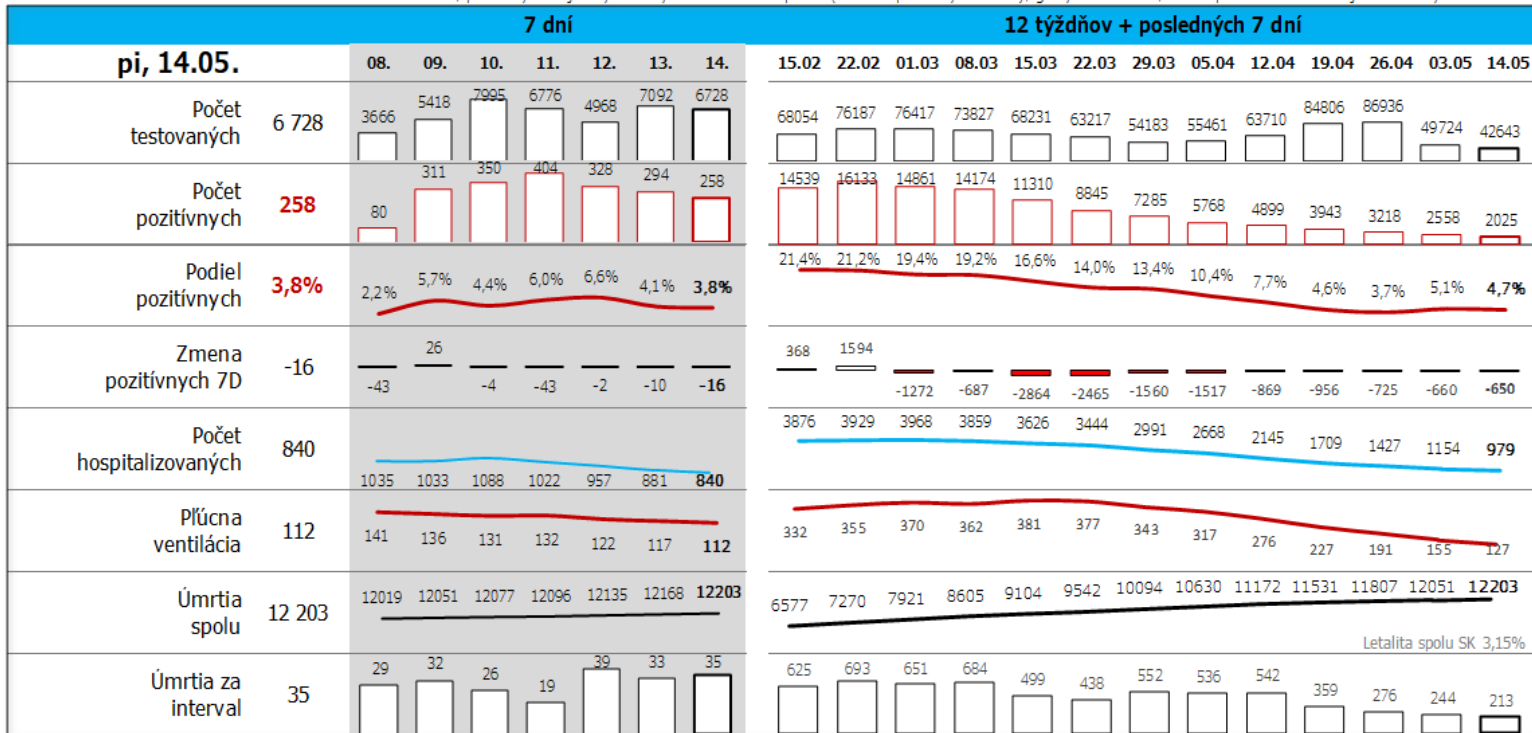 7 dní 12 týždňov + posledných 7 dní
pi, 14.05. 08. 09. 10. 11. 12. 13. 14. 15.02 22.02 01.03 08.03 15.03 22.03 29.03 05.04 12.04 19.04 26.04 03.05 14.05
Počet
testovaných
6 728
3666 5418 7995 6776 4968 7092 6728
68054 76187 76417 73827 68231 63217 54183 55461 63710 84806 86936 49724 42643
Počet
pozitívnych
258
80 311 350 404 328 294 258
14539 16133 14861 14174 11310 8845 7285 5768 4899 3943 3218 2558 2025
Podiel
pozitívnych
3,8%
2,2% 5,7% 4,4% 6,0% 6,6% 4,1% 3,8%
21,4% 21,2% 19,4% 19,2% 16,6% 14,0% 13,4% 10,4% 7,7% 4,6% 3,7% 5,1% 4,7%
Zmena
pozitívnych 7D
-16
-43 26 -4 -43 -2 -10 -16
368 1594 -1272 -687 -2864 -2465 -1560 -1517 -869 -956 -725 -660 -650
Počet
hospitalizovaných
840
1035 1033 1088 1022 957 881 840
3876 3929 3968 3859 3626 3444 2991 2668 2145 1709 1427 1154 979
Pľúcna
ventilácia
112
141 136 131 132 122 117 112
332 355 370 362 381 377 343 317 276 227 191 155 127
Úmrtia
spolu
12 203
12019 12051 12077 12096 12135 12168 12203
6577 7270 7921 8605 9104 9542 10094 10630 11172 11531 11807 12051 12203
Letalita spolu SK 3,15%
Úmrtia za
interval
35
29 32 26 19 39 33 35
625 693 651 684 499 438 552 536 542 359 276 244 213